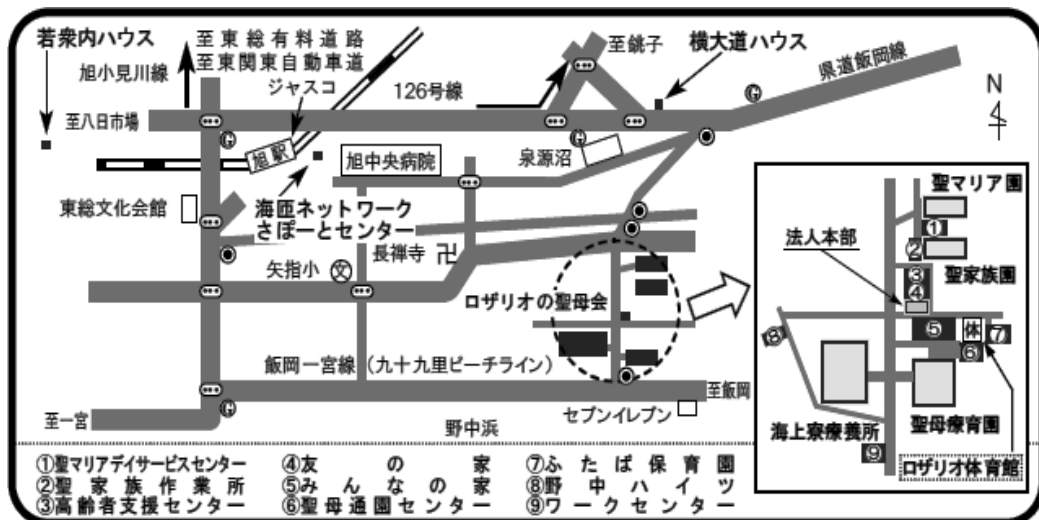 若衆内ハウス
至東総有料道路
至東関東自動車道
旭小見川線
ジャスコ
126号線
至銚子
横大道ハウス
県道飯岡線
N
至八日市場
G
旭駅
旭中央病院
G
泉源沼
G
東総文化会館
海匝ネットワーク
さぽーとセンター
長禅寺
卍
矢指小
文
ロザリオの聖母会
飯岡一宮線（九十九里ビーチライン）
至飯岡
至一宮
G
野中浜
セブンイレブン
聖マリア園
①
法人本部
②
③
聖家族園
④
⑤
体
⑦
⑧
⑥
海上寮療養所
聖母療育園
⑨
ロザリオ体育館
①聖マリアデイサービスセンター ④友の家 ⑦ふたば保育園
②聖家族作業所 ⑤みんなの家 ⑧野中ハイツ
③高齢者支援センター ⑥聖母通園センター ⑨ワークセンター